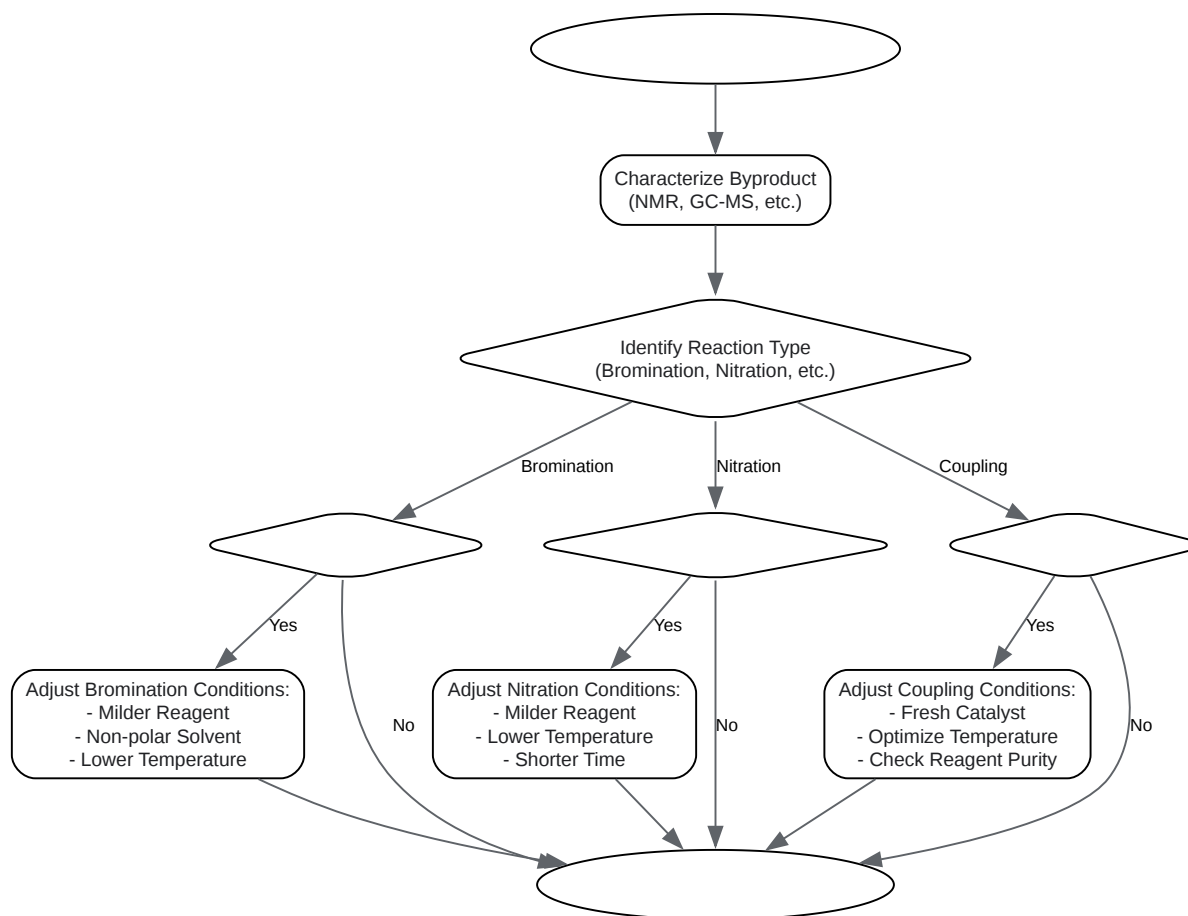 Characterize Byproduct
(NMR, GC-MS, etc.)
Identify Reaction Type
(Bromination, Nitration, etc.)
Bromination
Nitration
Coupling
Yes
Yes
Yes
Adjust Bromination Conditions:
- Milder Reagent
- Non-polar Solvent
- Lower Temperature
No
Adjust Nitration Conditions:
- Milder Reagent
- Lower Temperature
- Shorter Time
No
Adjust Coupling Conditions:
- Fresh Catalyst
- Optimize Temperature
- Check Reagent Purity
No